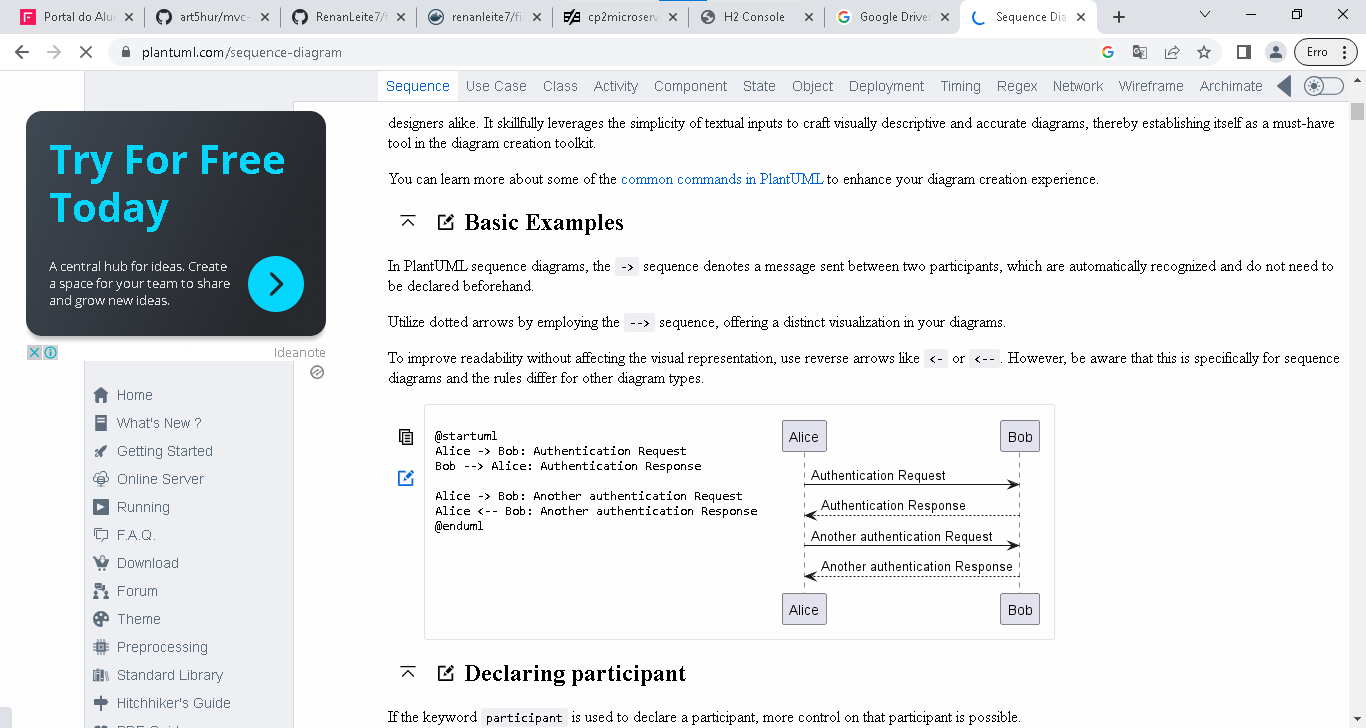 Portal do Alu
art5hur/mvc-
RenanLeite7/f
renanleite7/fi
cp2microserv
H2 Console
Google Drive
Sequence Dia
plantuml.com/sequence-diagram
Erro
Sequence Use Case Class Activity Component State Object Deployment Timing Regex Network Wireframe Archimate
Try For Free
Today
A central hub for ideas. Create
a space for your team to share
and grow new ideas.
Ideanote
Home
What's New ?
Getting Started
Online Server
Running
F.A.Q.
Download
Forum
Theme
Preprocessing
Standard Library
Hitchhiker's Guide
designers alike. It skillfully leverages the simplicity of textual inputs to craft visually descriptive and accurate diagrams, thereby establishing itself as a must-have
tool in the diagram creation toolkit.
You can learn more about some of the common commands in PlantUML to enhance your diagram creation experience.
Basic Examples
In PlantUML sequence diagrams, the -> sequence denotes a message sent between two participants, which are automatically recognized and do not need to
be declared beforehand.
Utilize dotted arrows by employing the --> sequence, offering a distinct visualization in your diagrams.
To improve readability without affecting the visual representation, use reverse arrows like <- or <--. However, be aware that this is specifically for sequence
diagrams and the rules differ for other diagram types.
@startuml
Alice -> Bob: Authentication Request
Bob --> Alice: Authentication Response
Alice -> Bob: Another authentication Request
Alice <-- Bob: Another authentication Response
@enduml
Alice Bob
Authentication Request
Authentication Response
Another authentication Request
Another authentication Response
Alice Bob
Declaring participant
If the keyword participant is used to declare a participant, more control on that participant is possible.